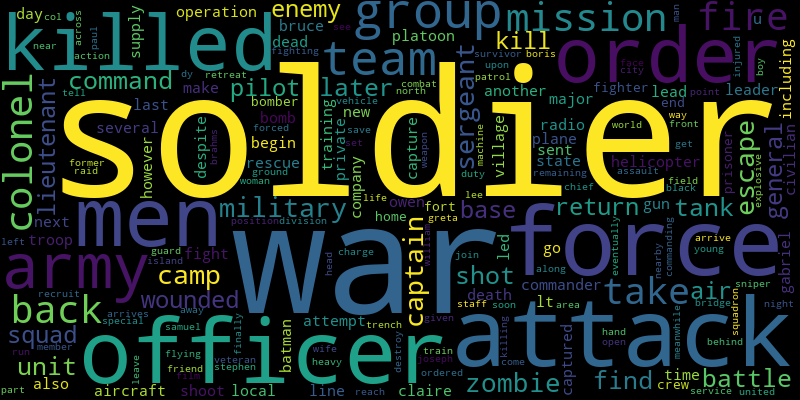 day col across operation enemy group mission fire u
near paul action bruce dead fighting platoon man
killed supply team kill order
colonel command dy retreat pilot later sergeant survivor boris upon patrol another fighter lead leader face city injured boy including
tell combat north major end point
last make bomber vehicle new radio
lieutenant several despite bomb training private capture weapon machine village plane world way front prisoner escape general
soldier
however begin forced save get sent state helicopter explosive civilian
former raid brahms rescue ground woman company duty remaining chief assault field black
next men military life owen lee fort base return gun tank
home greta force
left troop position division led go eventually nearby commanding arrive young gabriel
army guard island fight war captain william join shot along
camp head charge commander take air
recruit wounded death lt area bridge sniper night
back arrives away staff soon squadron
special samuel finally attempt trench given killing hand open meanwhile behind
squad run member officer batman destroy attack
unit flying veteran stephen wife heavy train joseph come captured
part also leave friend film ordered zombie find time crew battle
aircraft shoot local line reach claire service united